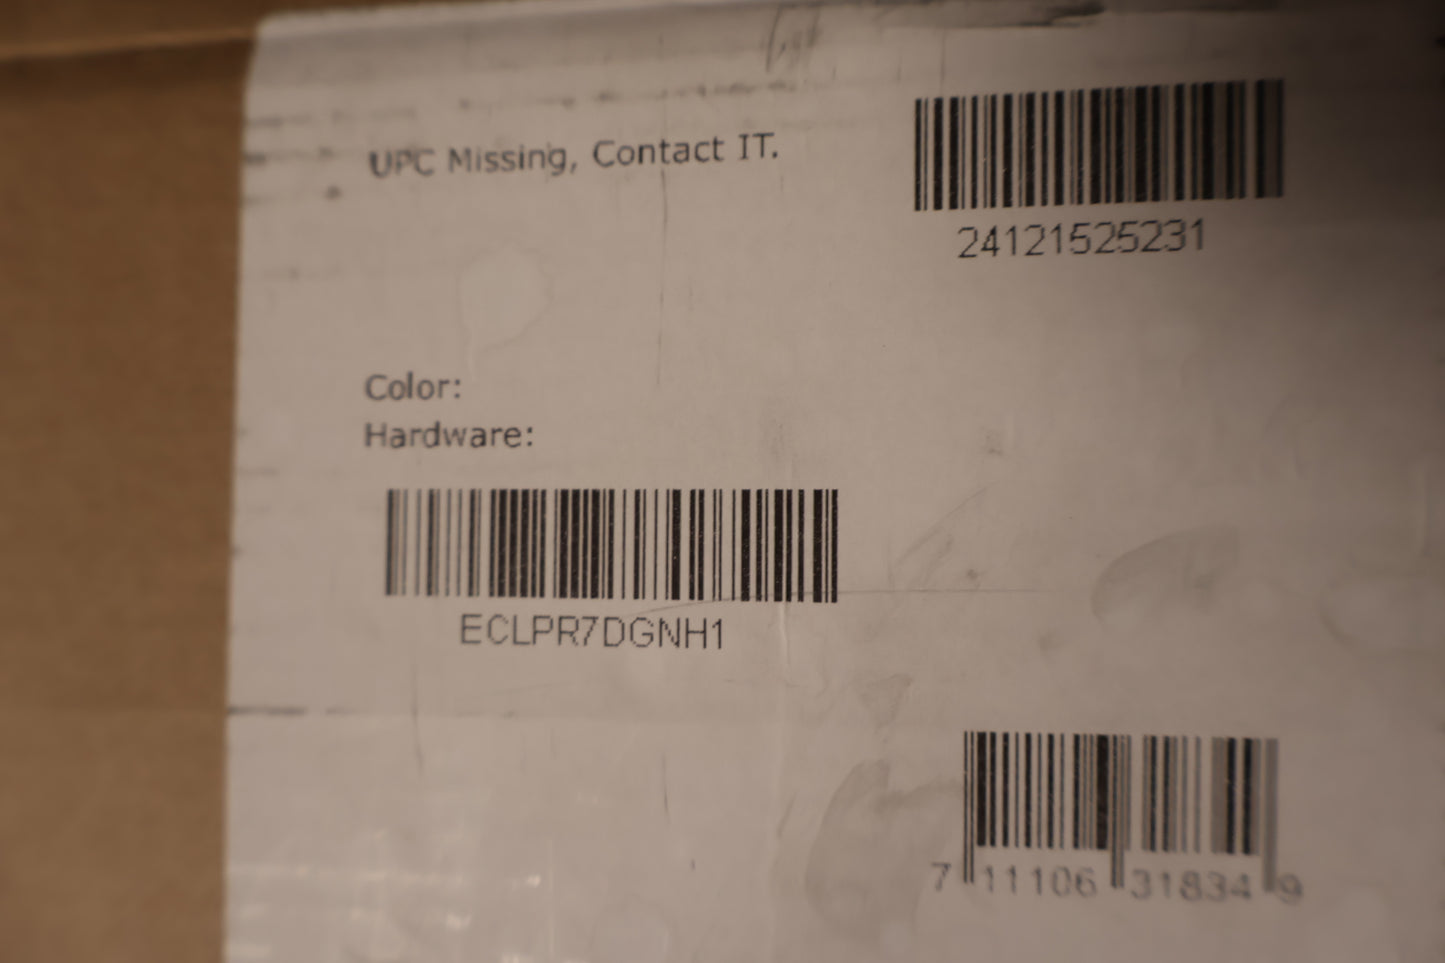 UPC Missing, Contact IT.
24121525231
Color:
Hardware:
ECLPR7DGNH1
7 11106 31834 9